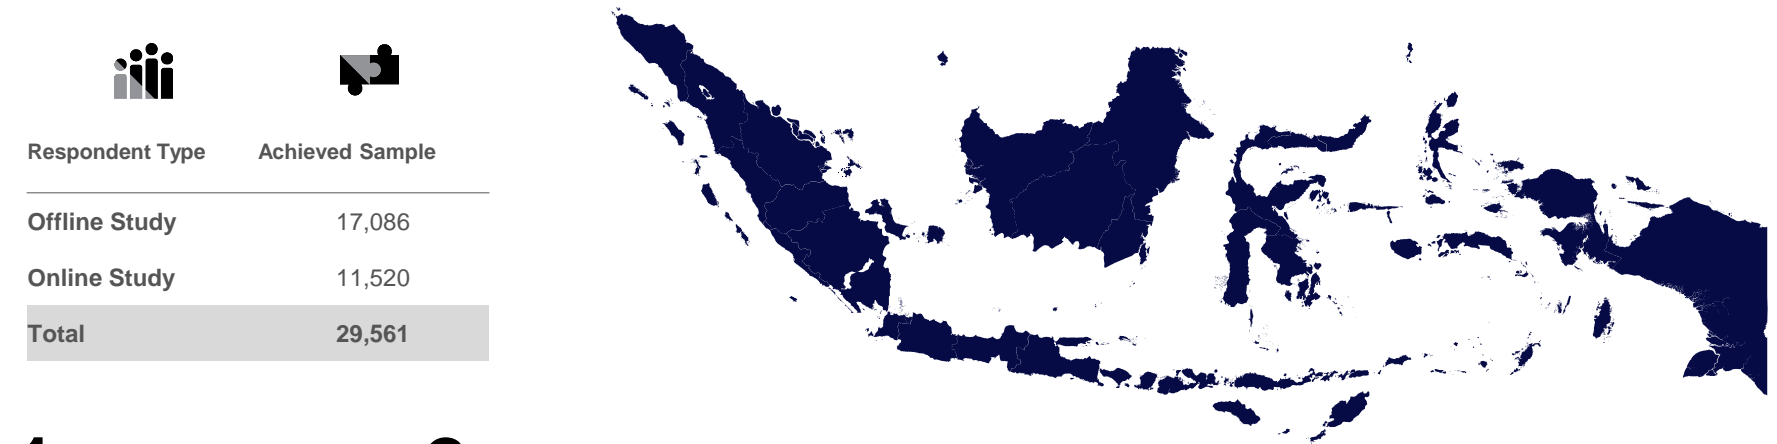 Respondent Type Achieved Sample
Offline Study 17,086
Online Study 11,520
Total 29,561